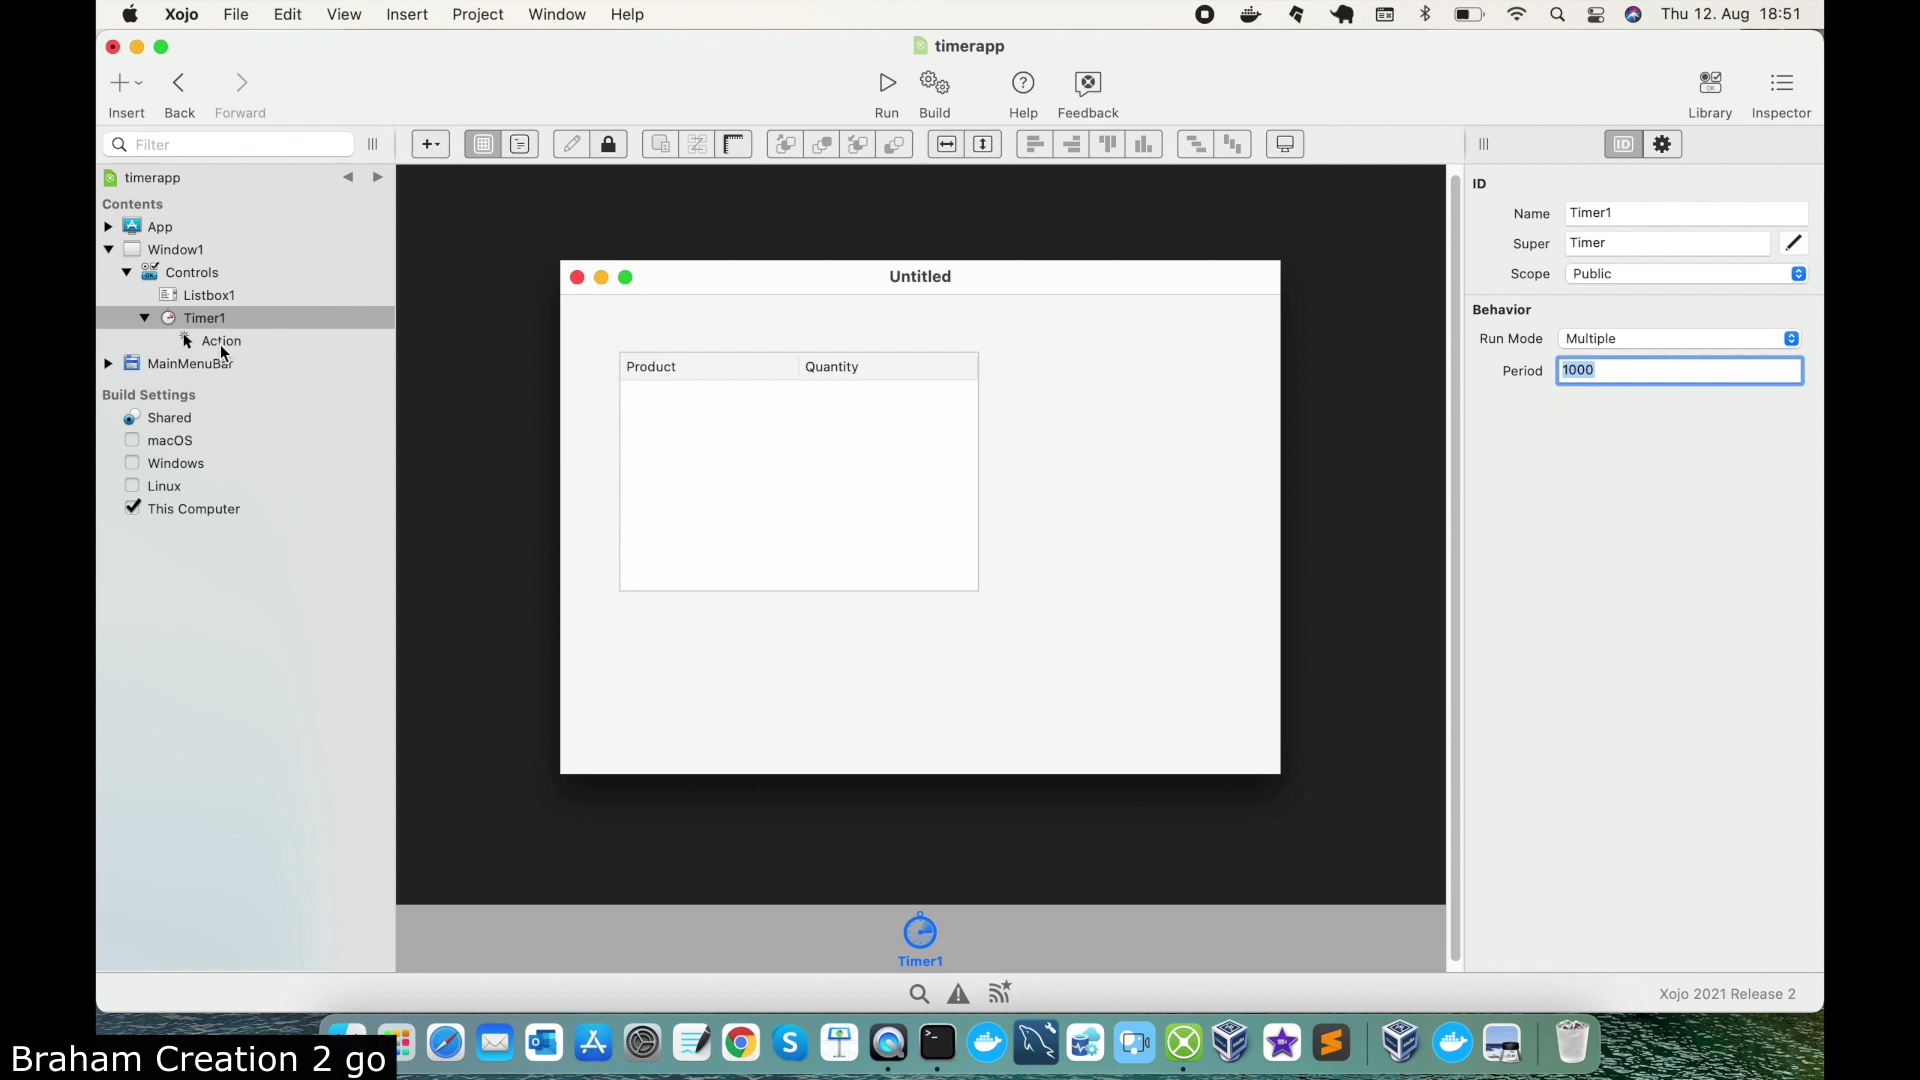 Xojo File Edit View Insert Project Window Help Thu 12. Aug 18:51
timerapp
Insert Back Forward Run Build Help Feedback Library Inspector
Filter
timerapp
Contents
App
Window1
Controls
Listbox1
Timer1
Action
MainMenuBar
Build Settings
Shared
macOS
Windows
Linux
This Computer
Untitled
Product Quantity
Timer1
ID
Name Timer1
Super Timer
Scope Public
Behavior
Run Mode Multiple
Period 1000
Xojo 2021 Release 2
Braham Creation 2 go